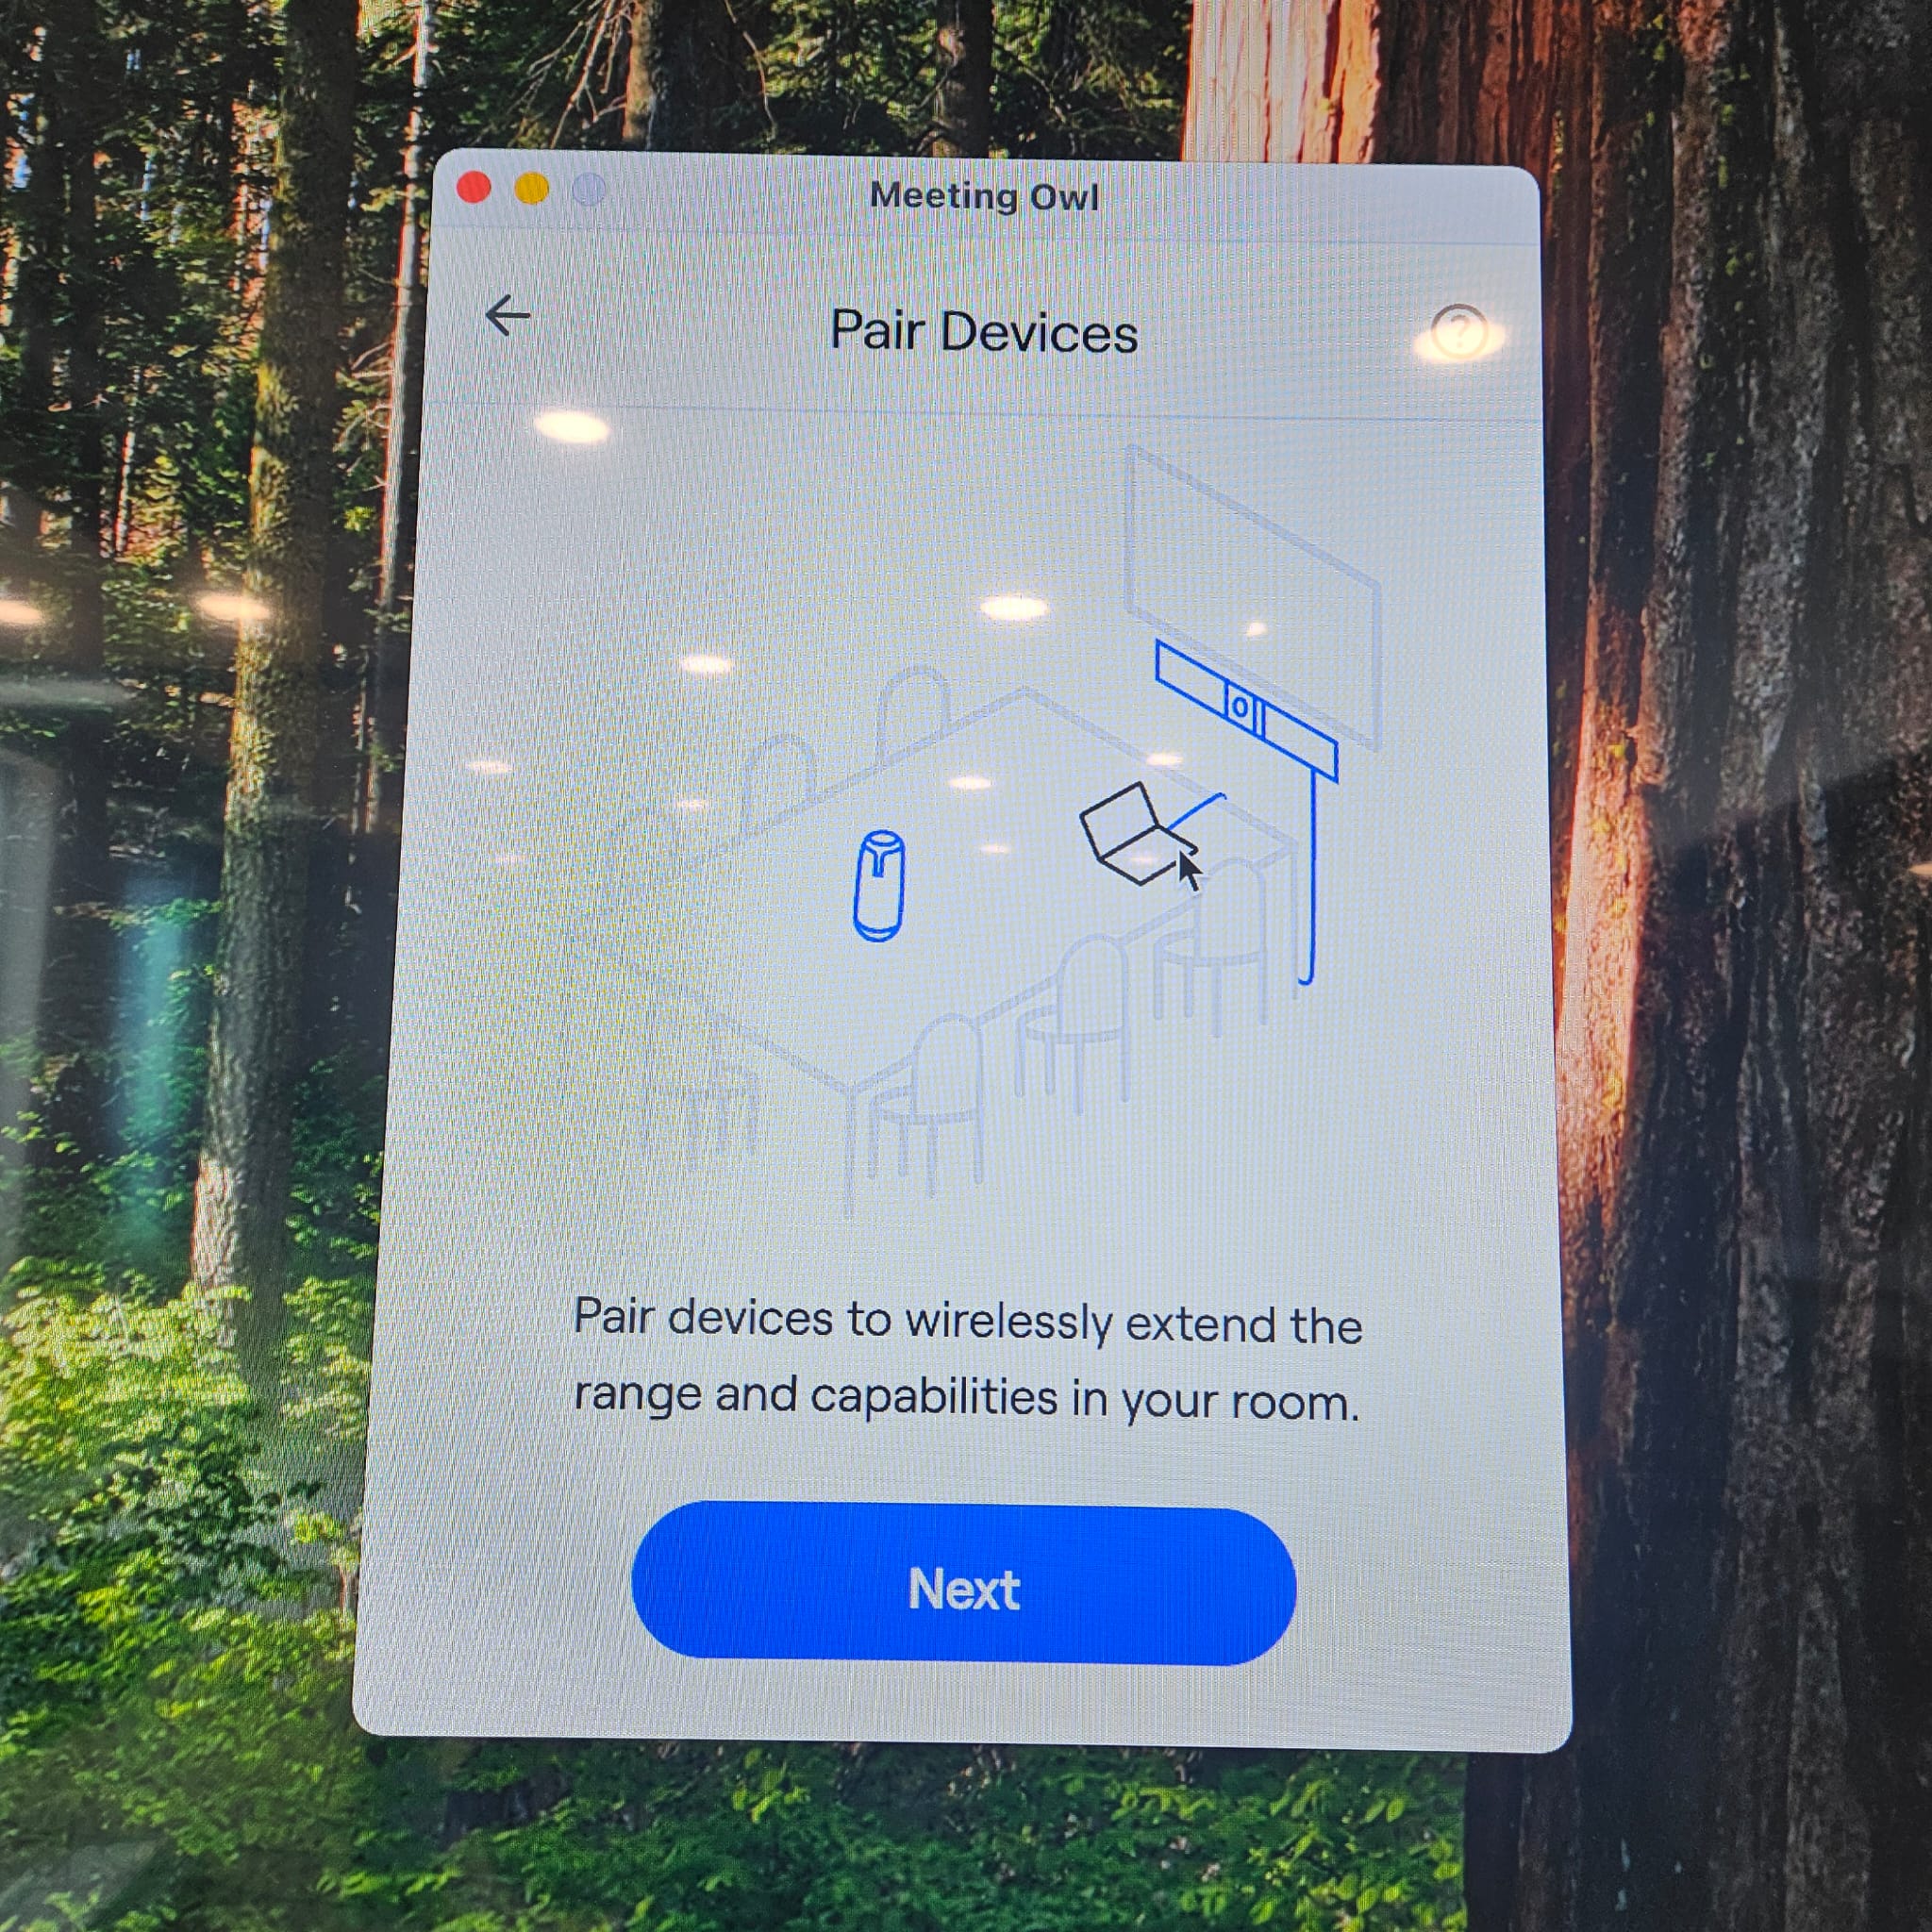 Meeting Owl
Pair Devices
?
Pair devices to wirelessly extend the
range and capabilities in your room.
Next